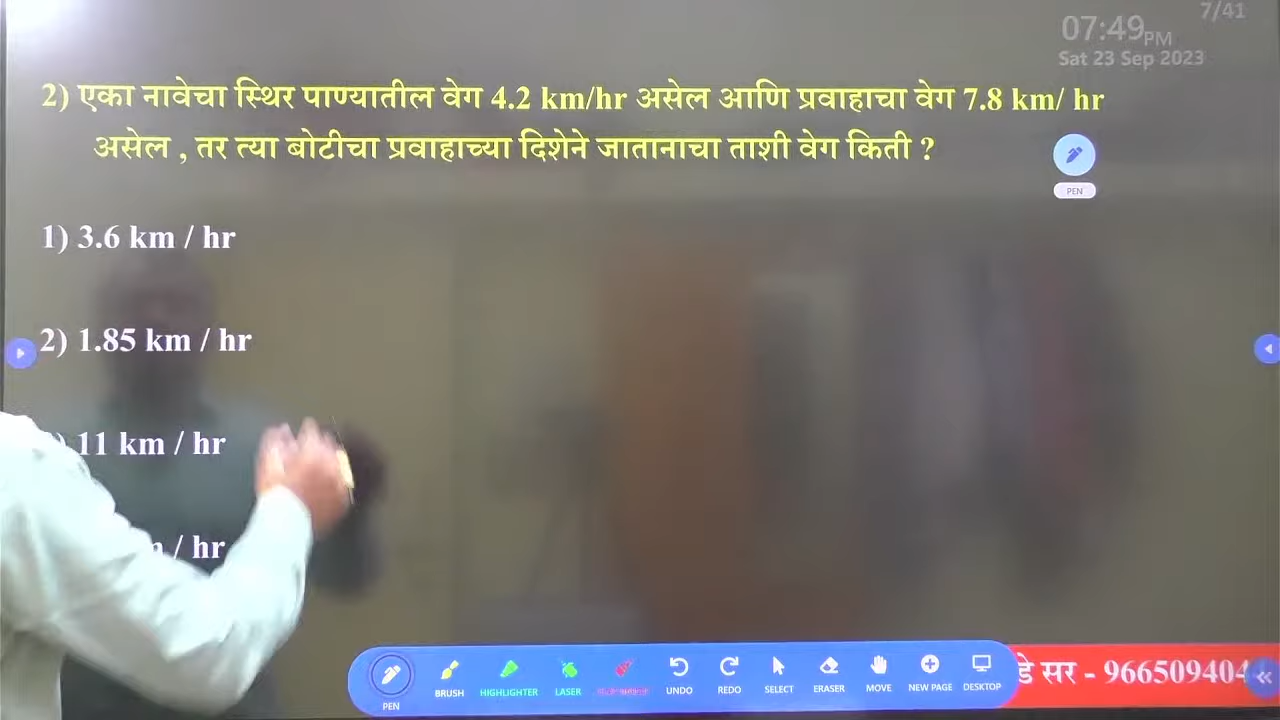 7/41
07:49 PM
Sat 23 Sep 2023
2) एका नावेचा स्थिर पाण्यातील वेग 4.2 km/hr असेल आणि प्रवाहाचा वेग 7.8 km/ hr
असेल , तर त्या बोटीचा प्रवाहाच्या दिशेने जातानाचा ताशी वेग किती ?
PEN
1) 3.6 km / hr
2) 1.85 km / hr
11 km / hr
/ hr
सर - 966509404
PEN
BRUSH
HIGHLIGHTER
LASER
UNDO
REDO
SELECT
ERASER
MOVE
NEW PAGE
DESKTOP